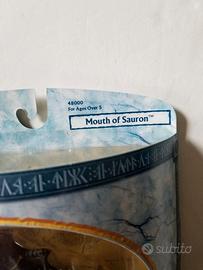 48000
For Ages Over 5
Mouth of Sauron™
subito